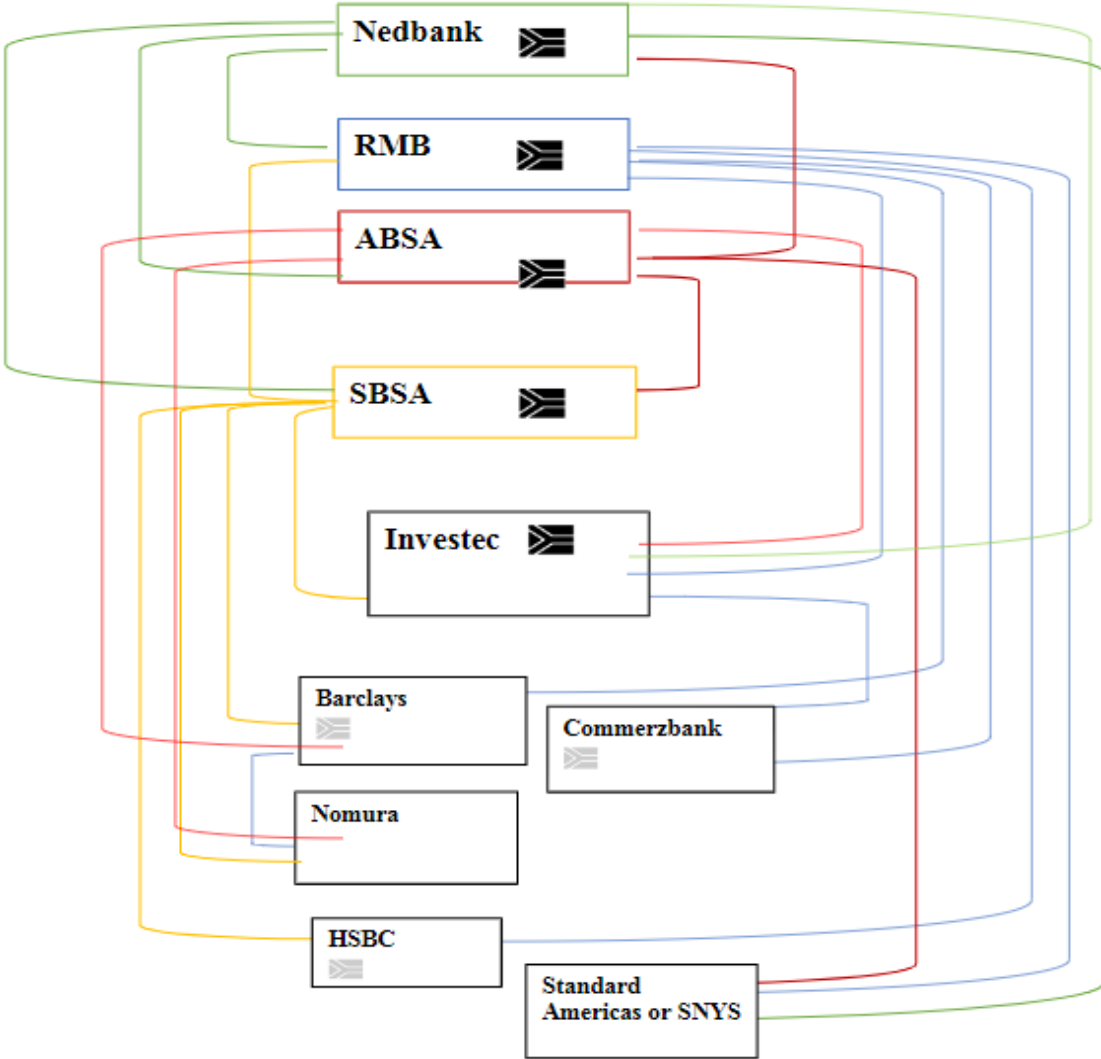 Nedbank
RMB
ABSA
SBSA
Investec
Barclays
Commerzbank
Nomura
HSBC
Standard
Americas or SNYS